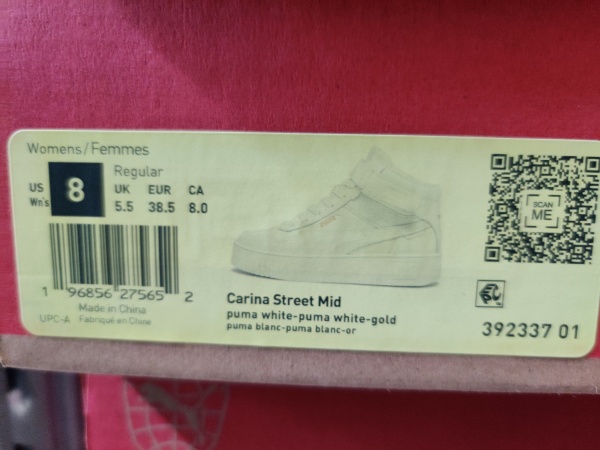 Womens/Femmes
Regular
US Wn's 8 UK 5.5 EUR 38.5 CA 8.0
1 96856 27565 2
Made in China
UPC-A Fabriqué en Chine
SCAN ME
Carina Street Mid
puma white-puma white-gold
puma blanc-puma blanc-or
392337 01